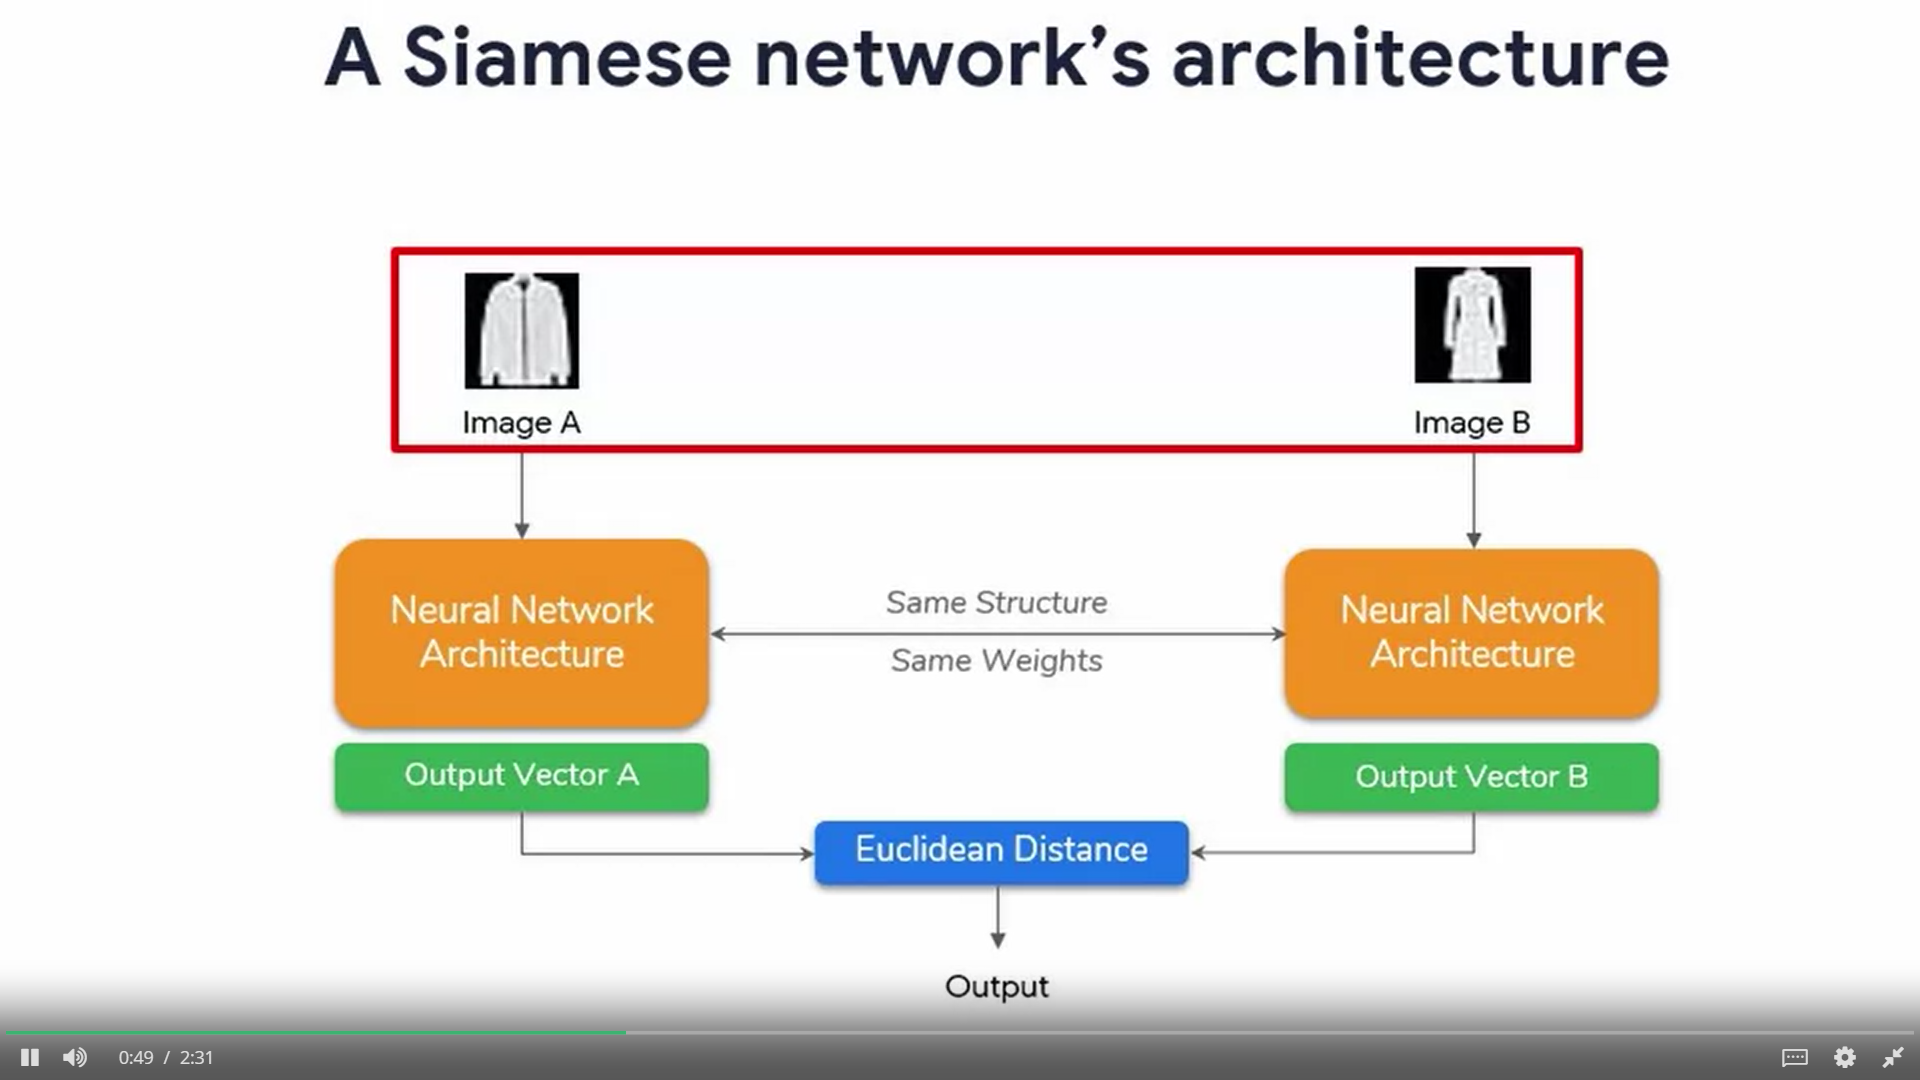 A Siamese network’s architecture
Image A
Image B
Neural Network
Architecture
Same Structure
Same Weights
Neural Network
Architecture
Output Vector A
Output Vector B
Euclidean Distance
Output
0:49 / 2:31